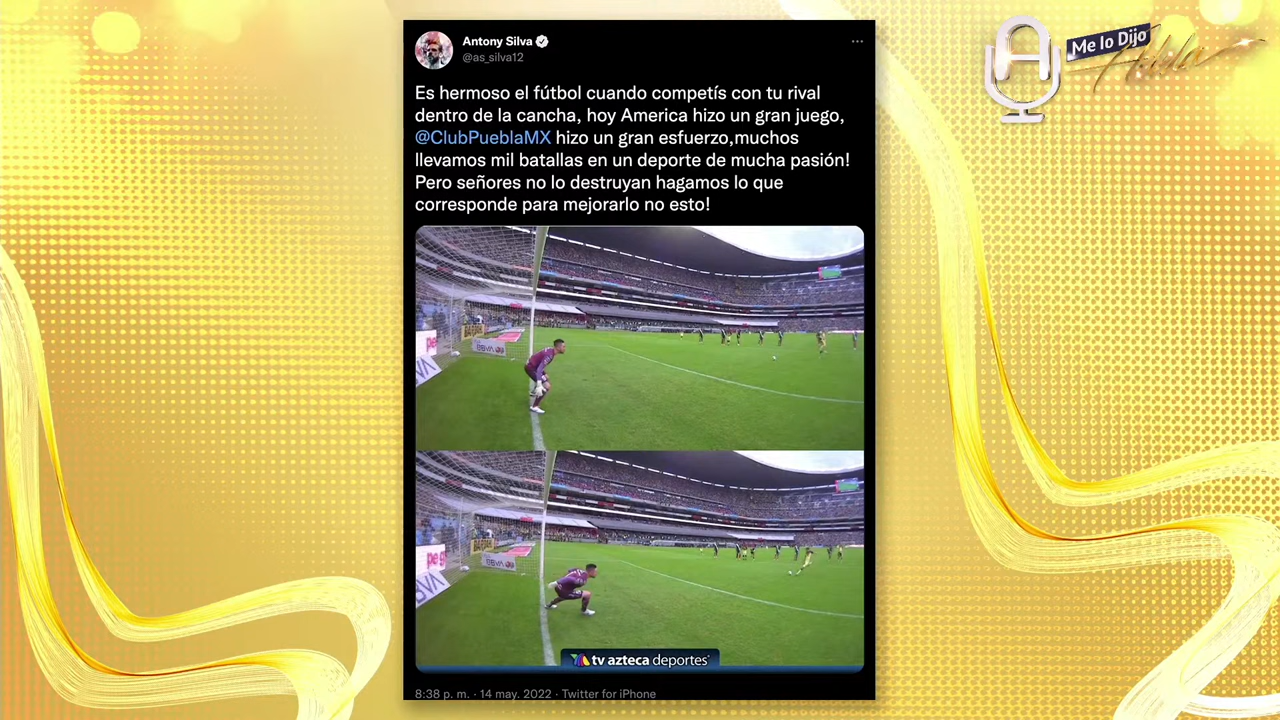 Me lo Dijo
Adela
Antony Silva
@as_silva12
Es hermoso el fútbol cuando competís con tu rival
dentro de la cancha, hoy America hizo un gran juego,
@ClubPueblaMX hizo un gran esfuerzo,muchos
llevamos mil batallas en un deporte de mucha pasión!
Pero señores no lo destruyan hagamos lo que
corresponde para mejorarlo no esto!
BBVA
BBVA
tv azteca deportes
8:38 p. m. · 14 may. 2022 · Twitter for iPhone